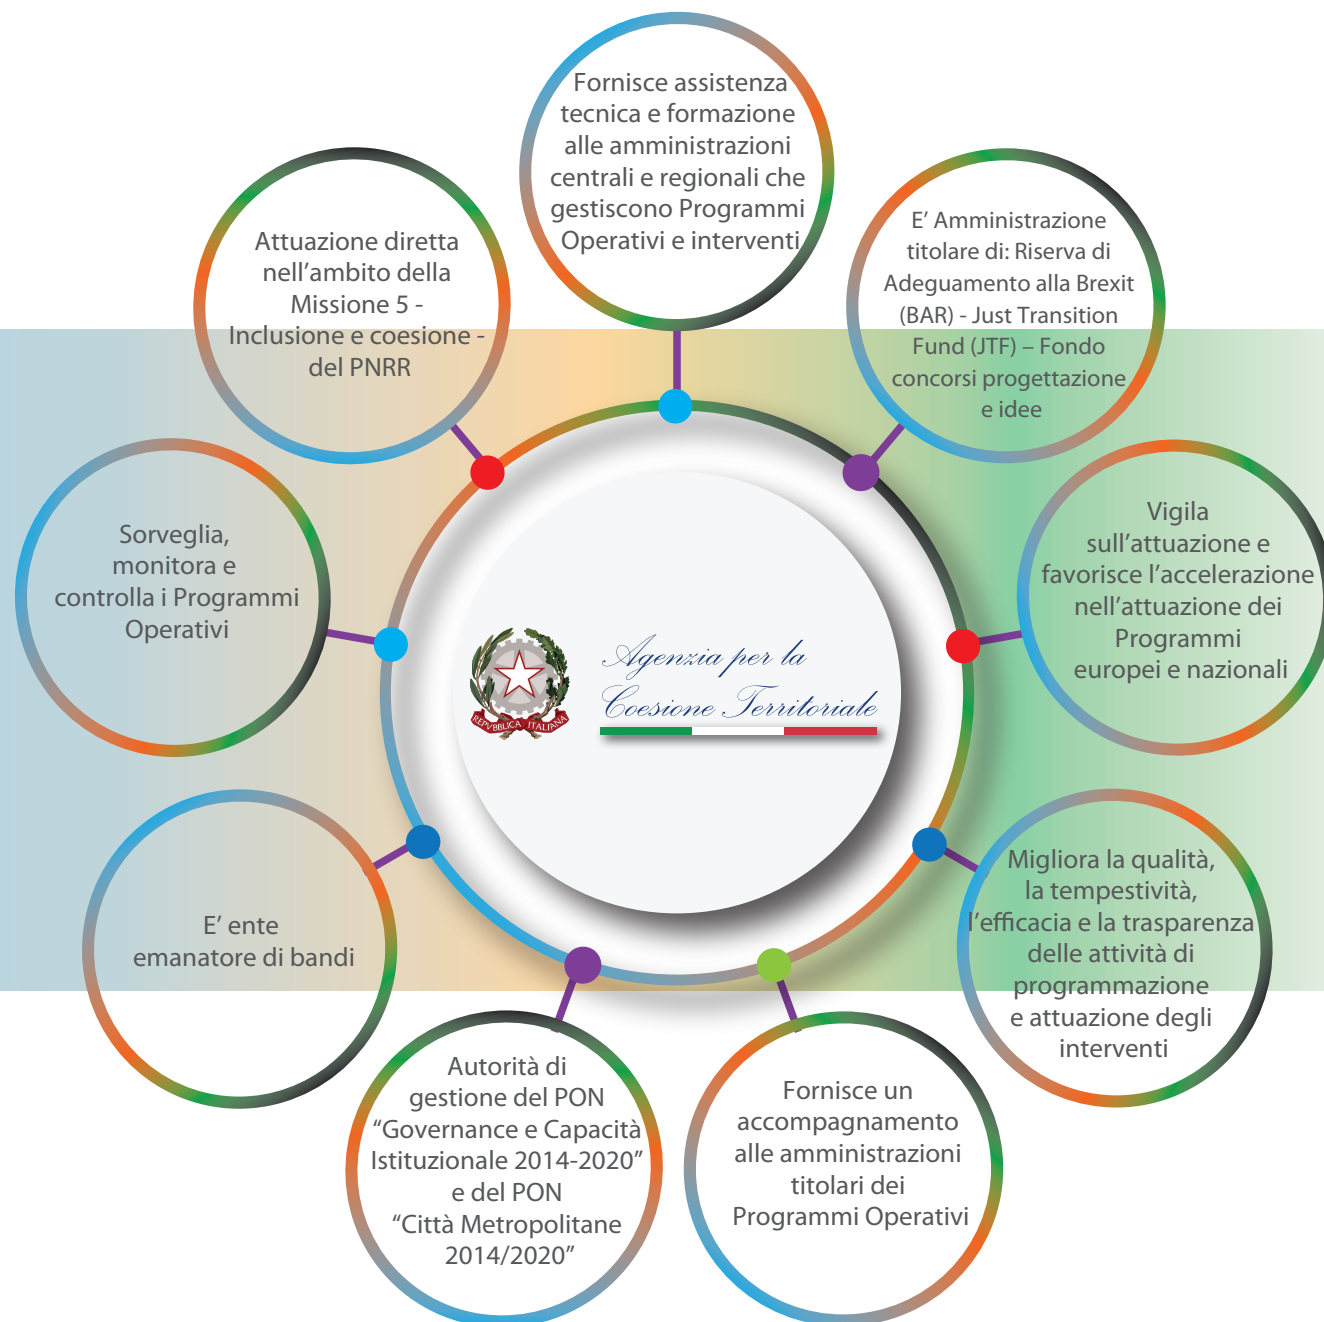 Fornisce assistenza
tecnica e formazione
alle amministrazioni
centrali e regionali che
gestiscono Programmi
Operativi e interventi
E’ Amministrazione
titolare di: Riserva di
Adeguamento alla Brexit
(BAR) - Just Transition
Fund (JTF) – Fondo
concorsi progettazione
e idee
Vigila
sull’attuazione e
favorisce l’accelerazione
nell’attuazione dei
Programmi
europei e nazionali
Migliora la qualità,
la tempestività,
l’efficacia e la trasparenza
delle attività di
programmazione
e attuazione degli
interventi
Fornisce un
accompagnamento
alle amministrazioni
titolari dei
Programmi Operativi
Autorità di
gestione del PON
“Governance e Capacità
Istituzionale 2014-2020”
e del PON
“Città Metropolitane
2014/2020”
E’ ente
emanatore di bandi
Sorveglia,
monitora e
controlla i Programmi
Operativi
Attuazione diretta
nell’ambito della
Missione 5 -
Inclusione e coesione -
del PNRR
Agenzia per la
Coesione Territoriale
REPVBBLICA ITALIANA